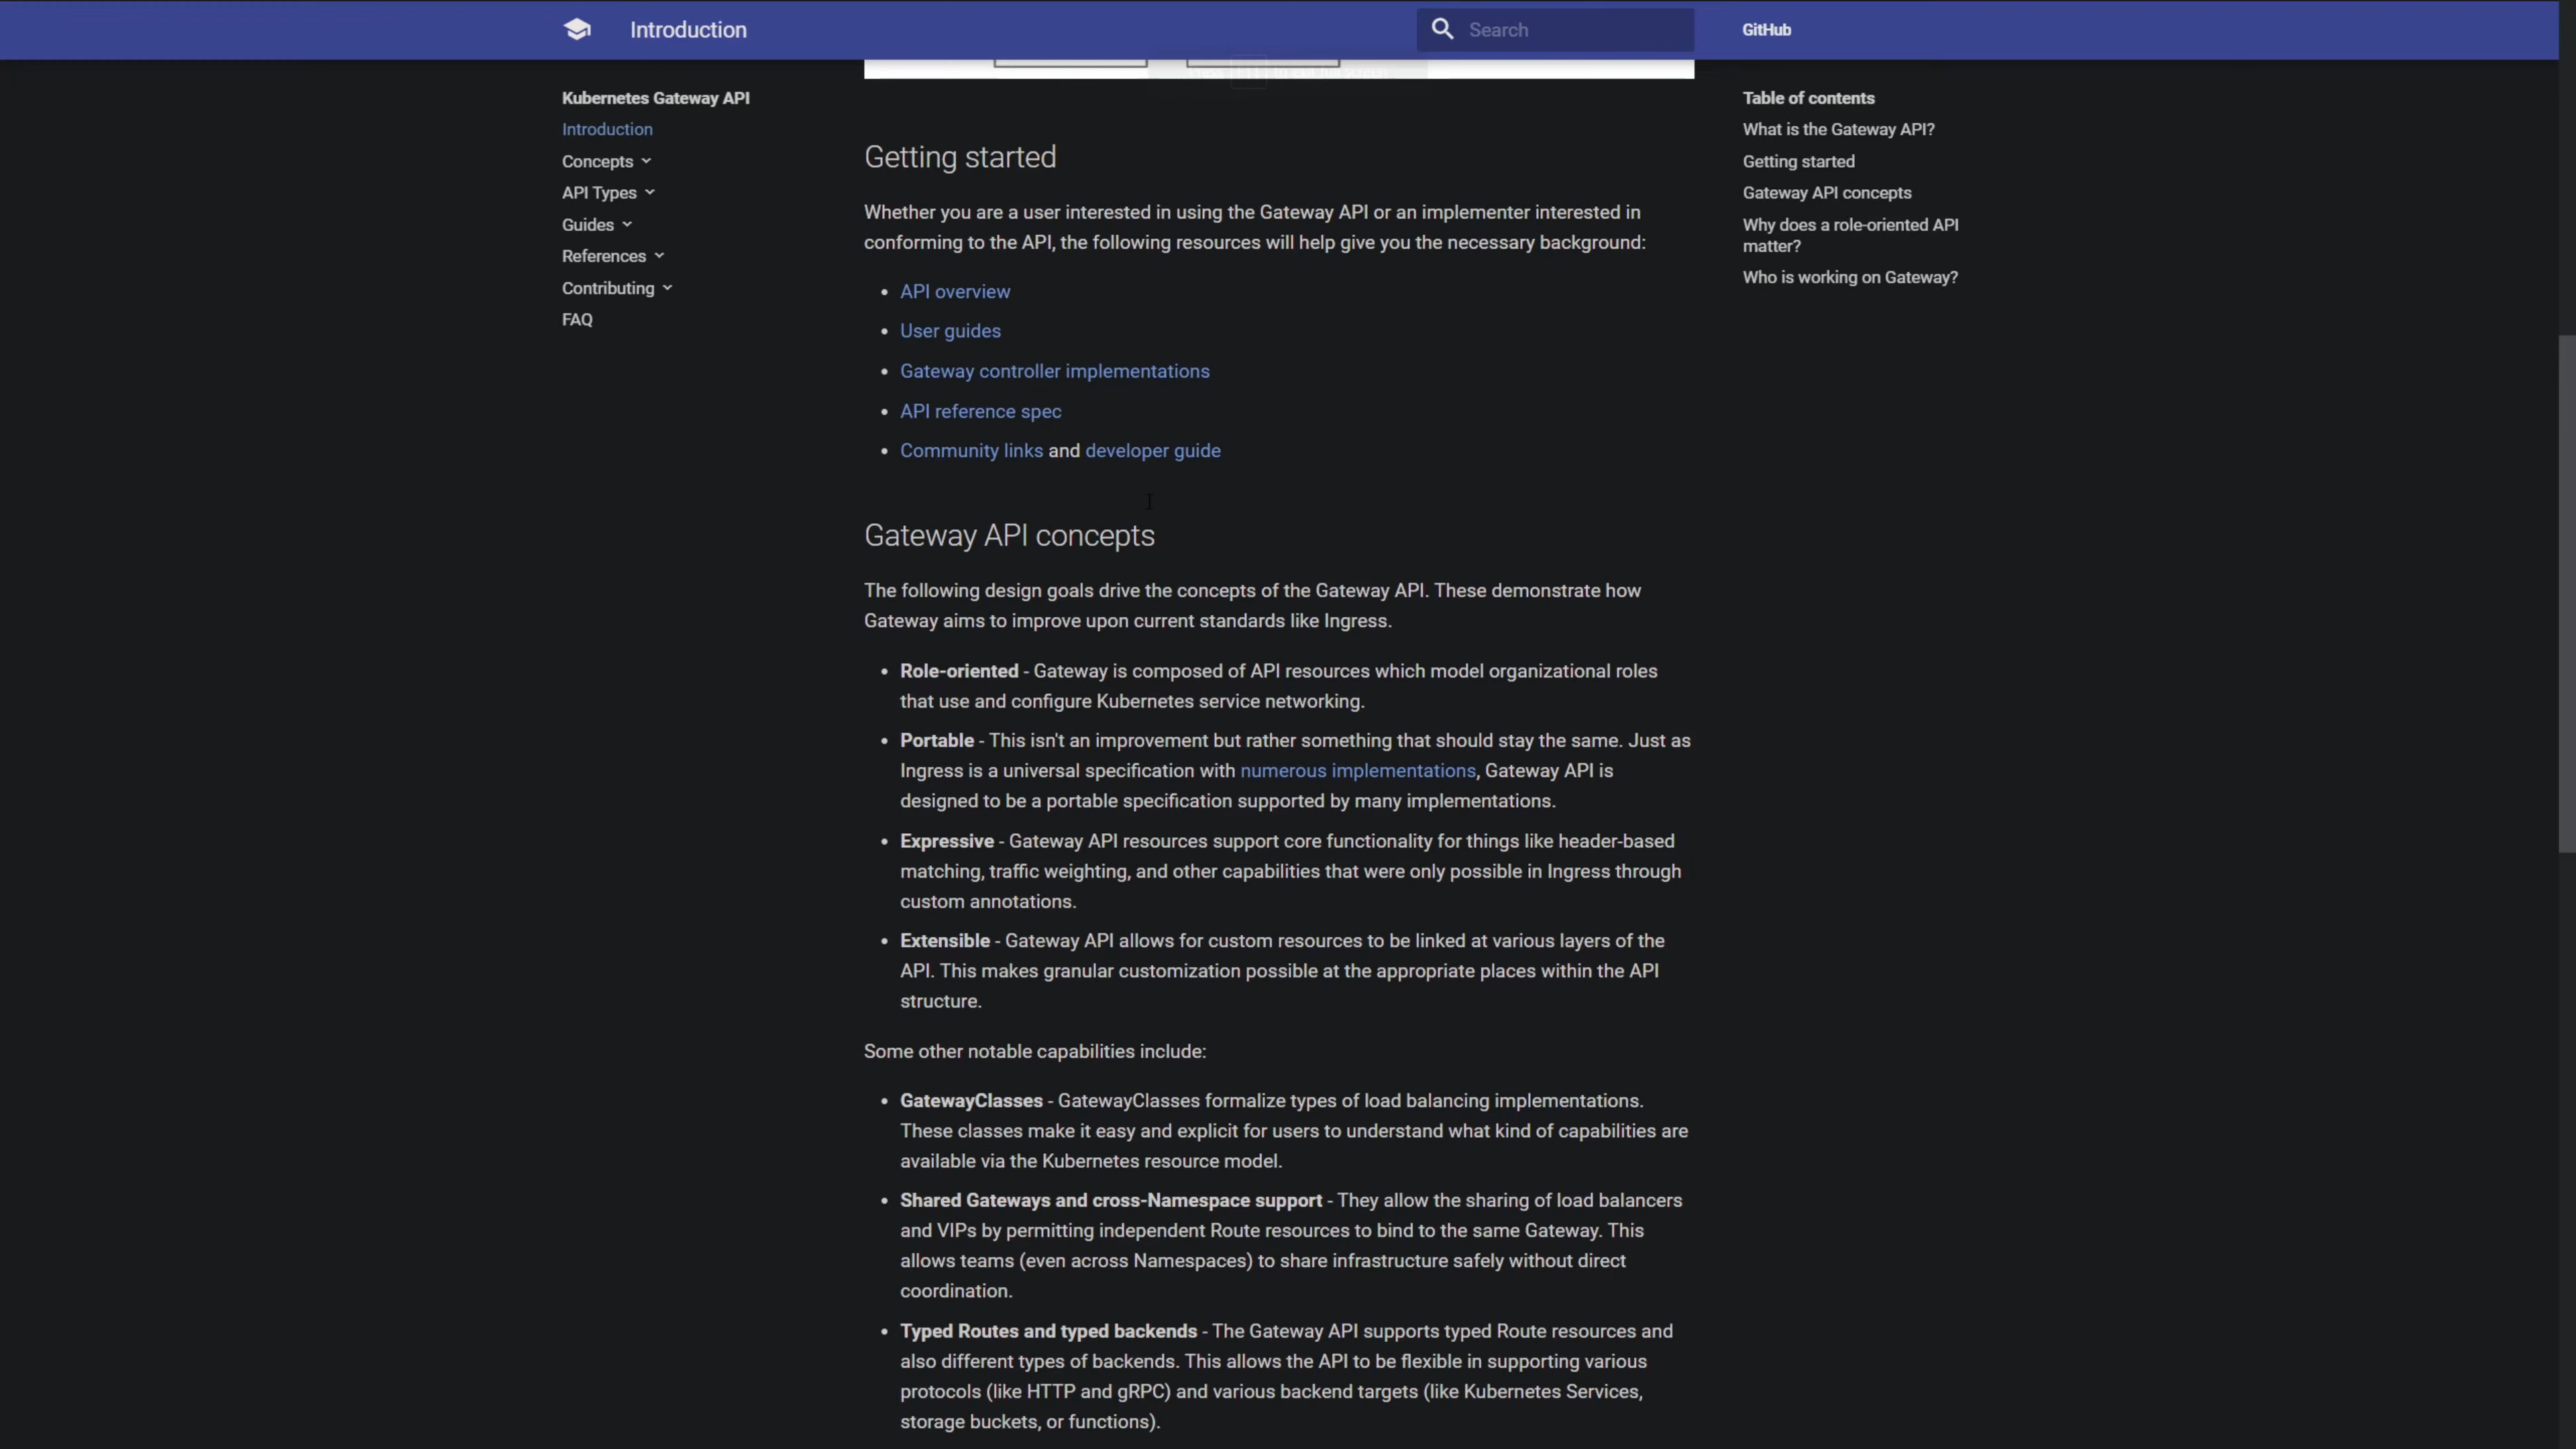 Introduction
Search
GitHub
Kubernetes Gateway API
Introduction
Concepts
API Types
Guides
References
Contributing
FAQ
Getting started
Whether you are a user interested in using the Gateway API or an implementer interested in
conforming to the API, the following resources will help give you the necessary background:
• API overview
• User guides
• Gateway controller implementations
• API reference spec
• Community links and developer guide
Gateway API concepts
The following design goals drive the concepts of the Gateway API. These demonstrate how
Gateway aims to improve upon current standards like Ingress.
• Role-oriented - Gateway is composed of API resources which model organizational roles
that use and configure Kubernetes service networking.
• Portable - This isn't an improvement but rather something that should stay the same. Just as
Ingress is a universal specification with numerous implementations, Gateway API is
designed to be a portable specification supported by many implementations.
• Expressive - Gateway API resources support core functionality for things like header-based
matching, traffic weighting, and other capabilities that were only possible in Ingress through
custom annotations.
• Extensible - Gateway API allows for custom resources to be linked at various layers of the
API. This makes granular customization possible at the appropriate places within the API
structure.
Some other notable capabilities include:
• GatewayClasses - GatewayClasses formalize types of load balancing implementations.
These classes make it easy and explicit for users to understand what kind of capabilities are
available via the Kubernetes resource model.
• Shared Gateways and cross-Namespace support - They allow the sharing of load balancers
and VIPs by permitting independent Route resources to bind to the same Gateway. This
allows teams (even across Namespaces) to share infrastructure safely without direct
coordination.
• Typed Routes and typed backends - The Gateway API supports typed Route resources and
also different types of backends. This allows the API to be flexible in supporting various
protocols (like HTTP and gRPC) and various backend targets (like Kubernetes Services,
storage buckets, or functions).
Table of contents
What is the Gateway API?
Getting started
Gateway API concepts
Why does a role-oriented API
matter?
Who is working on Gateway?